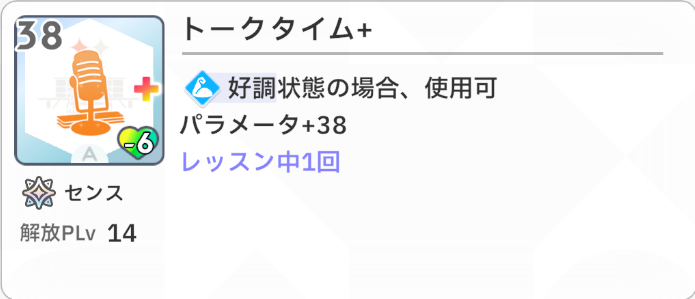 38
トークタイム+
好調状態の場合、使用可
パラメータ+38
レッスン中1回
-6
A
センス
解放PLv 14